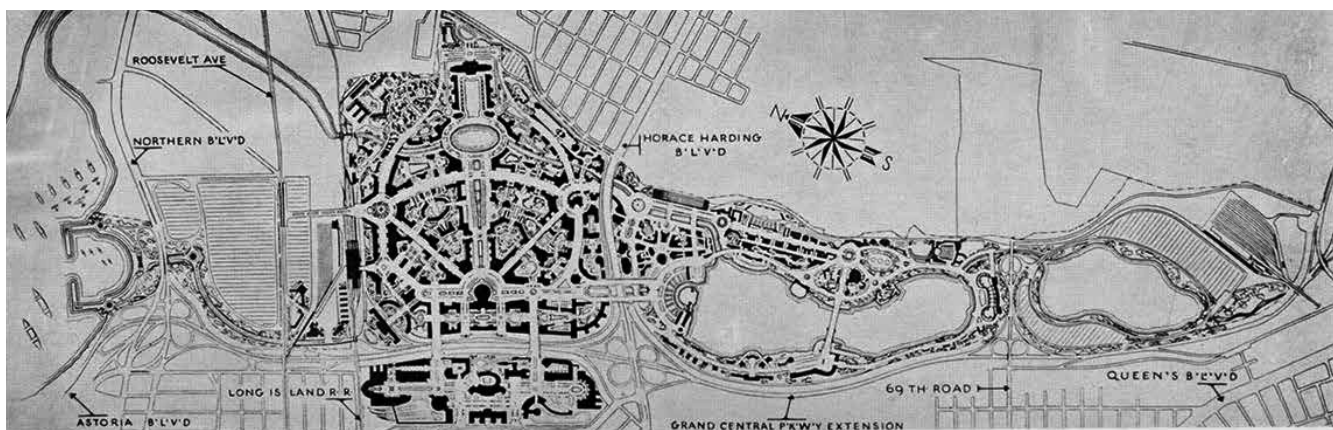 ROOSEVELT AVE
NORTHERN B'L'V'D
HORACE HARDING
B'L'V'D
N
S
LONG ISLAND R-R
69 TH ROAD
QUEEN'S B'L'V'D
ASTORIA B'L'V'D
GRAND CENTRAL P'K'W'Y EXTENSION